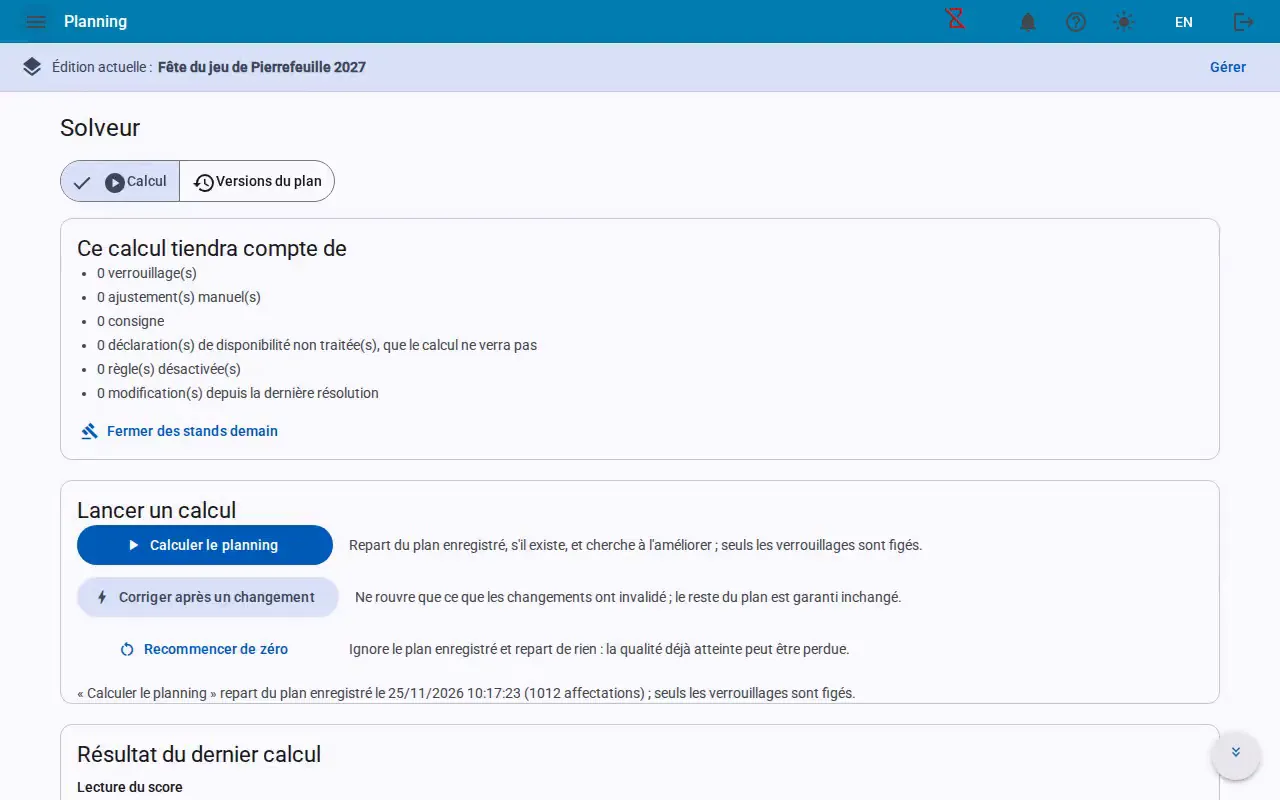 Planning
EN
Édition actuelle : Fête du jeu de Pierrefeuille 2027
Gérer
Solveur
Calcul
Versions du plan
Ce calcul tiendra compte de
• 0 verrouillage(s)
• 0 ajustement(s) manuel(s)
• 0 consigne
• 0 déclaration(s) de disponibilité non traitée(s), que le calcul ne verra pas
• 0 règle(s) désactivée(s)
• 0 modification(s) depuis la dernière résolution
Fermer des stands demain
Lancer un calcul
Calculer le planning
Repart du plan enregistré, s'il existe, et cherche à l'améliorer ; seuls les verrouillages sont figés.
Corriger après un changement
Ne rouvre que ce que les changements ont invalidé ; le reste du plan est garanti inchangé.
Recommencer de zéro
Ignore le plan enregistré et repart de rien : la qualité déjà atteinte peut être perdue.
« Calculer le planning » repart du plan enregistré le 25/11/2026 10:17:23 (1012 affectations) ; seuls les verrouillages sont figés.
Résultat du dernier calcul
Lecture du score